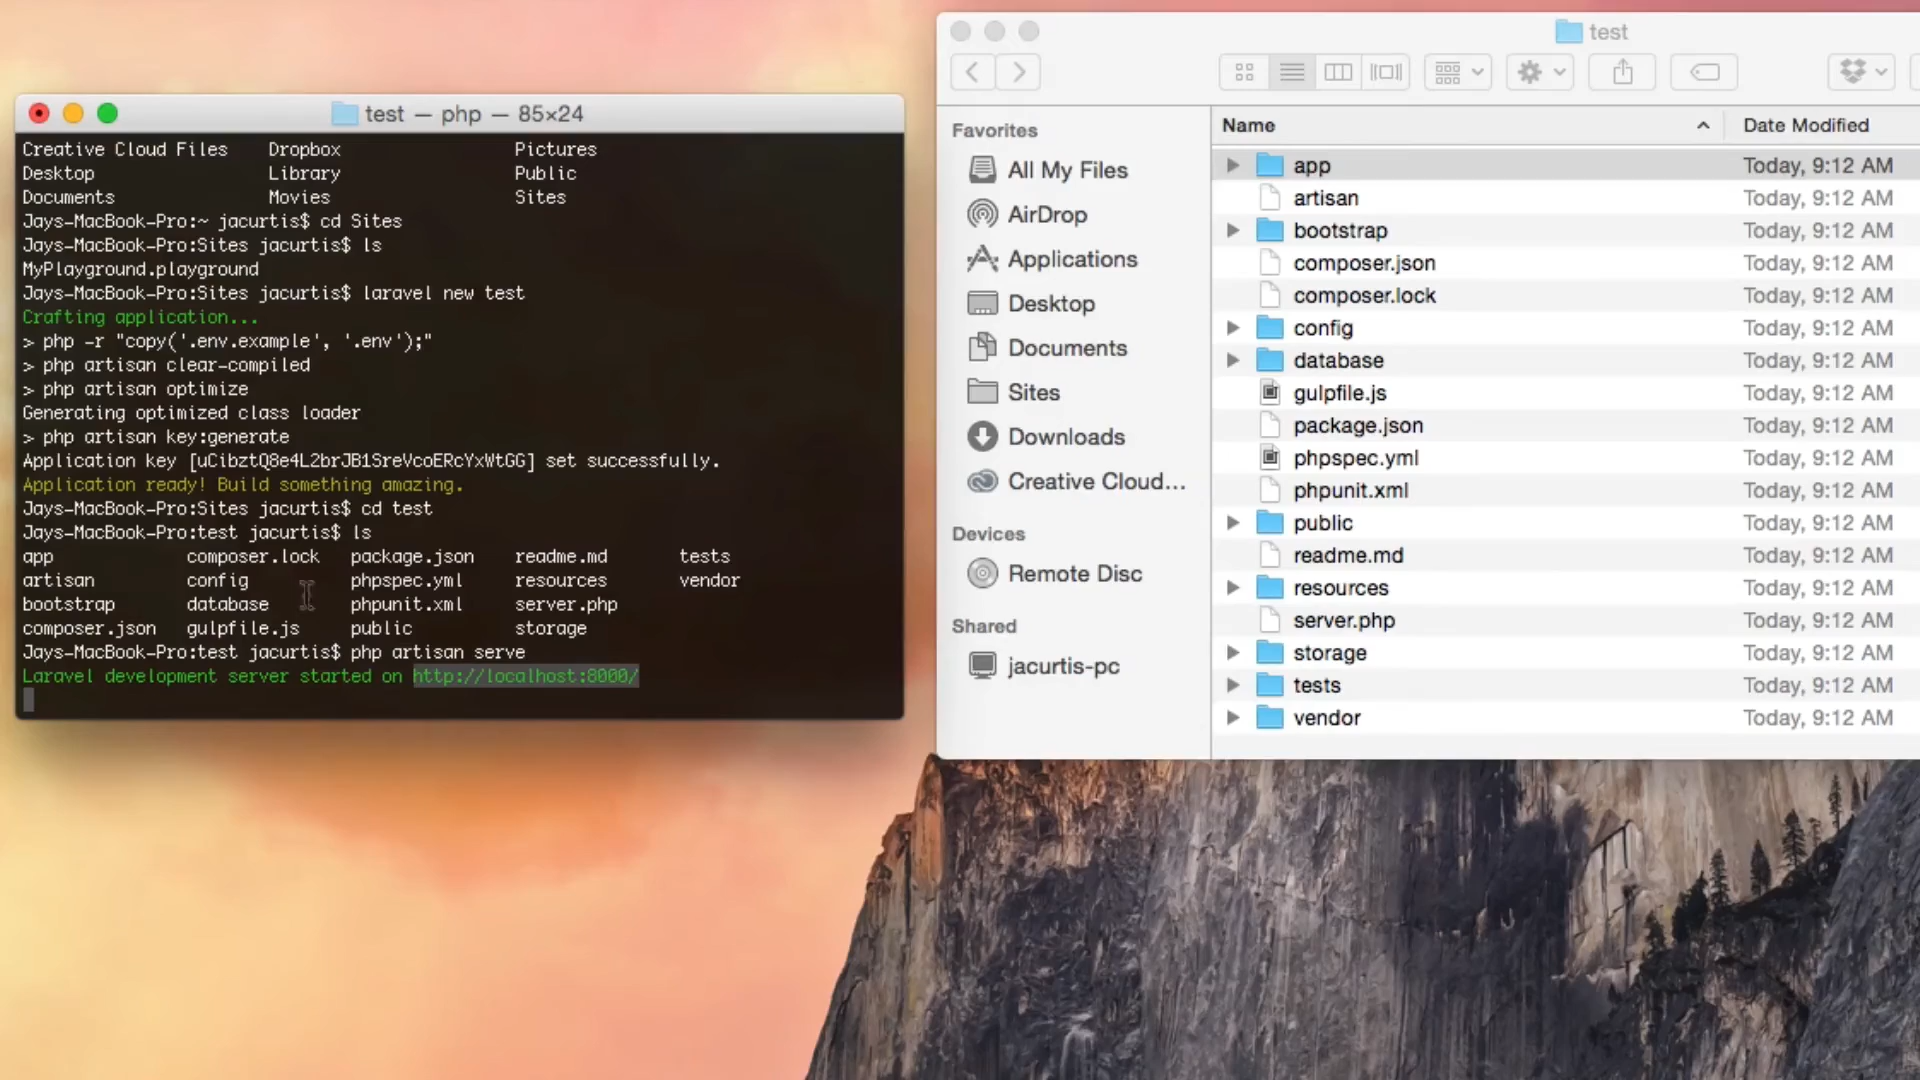 test — php — 85×24
Creative Cloud Files Dropbox Pictures
Desktop Library Public
Documents Movies Sites
Jays-MacBook-Pro:~ jacurtis$ cd Sites
Jays-MacBook-Pro:Sites jacurtis$ ls
MyPlayground.playground
Jays-MacBook-Pro:Sites jacurtis$ laravel new test
Crafting application...
> php -r "copy('.env.example', '.env');"
> php artisan clear-compiled
> php artisan optimize
Generating optimized class loader
> php artisan key:generate
Application key [uCibztQ8e4L2brJB1SreVcoERcYxWtGG] set successfully.
Application ready! Build something amazing.
Jays-MacBook-Pro:Sites jacurtis$ cd test
Jays-MacBook-Pro:test jacurtis$ ls
app composer.lock package.json readme.md tests
artisan config phpspec.yml resources vendor
bootstrap database phpunit.xml server.php
composer.json gulpfile.js public storage
Jays-MacBook-Pro:test jacurtis$ php artisan serve
Laravel development server started on http://localhost:8000/
test
Favorites
All My Files
AirDrop
Applications
Desktop
Documents
Sites
Downloads
Creative Cloud...
Devices
Remote Disc
Shared
jacurtis-pc
Name Date Modified
app Today, 9:12 AM
artisan Today, 9:12 AM
bootstrap Today, 9:12 AM
composer.json Today, 9:12 AM
composer.lock Today, 9:12 AM
config Today, 9:12 AM
database Today, 9:12 AM
gulpfile.js Today, 9:12 AM
package.json Today, 9:12 AM
phpspec.yml Today, 9:12 AM
phpunit.xml Today, 9:12 AM
public Today, 9:12 AM
readme.md Today, 9:12 AM
resources Today, 9:12 AM
server.php Today, 9:12 AM
storage Today, 9:12 AM
tests Today, 9:12 AM
vendor Today, 9:12 AM